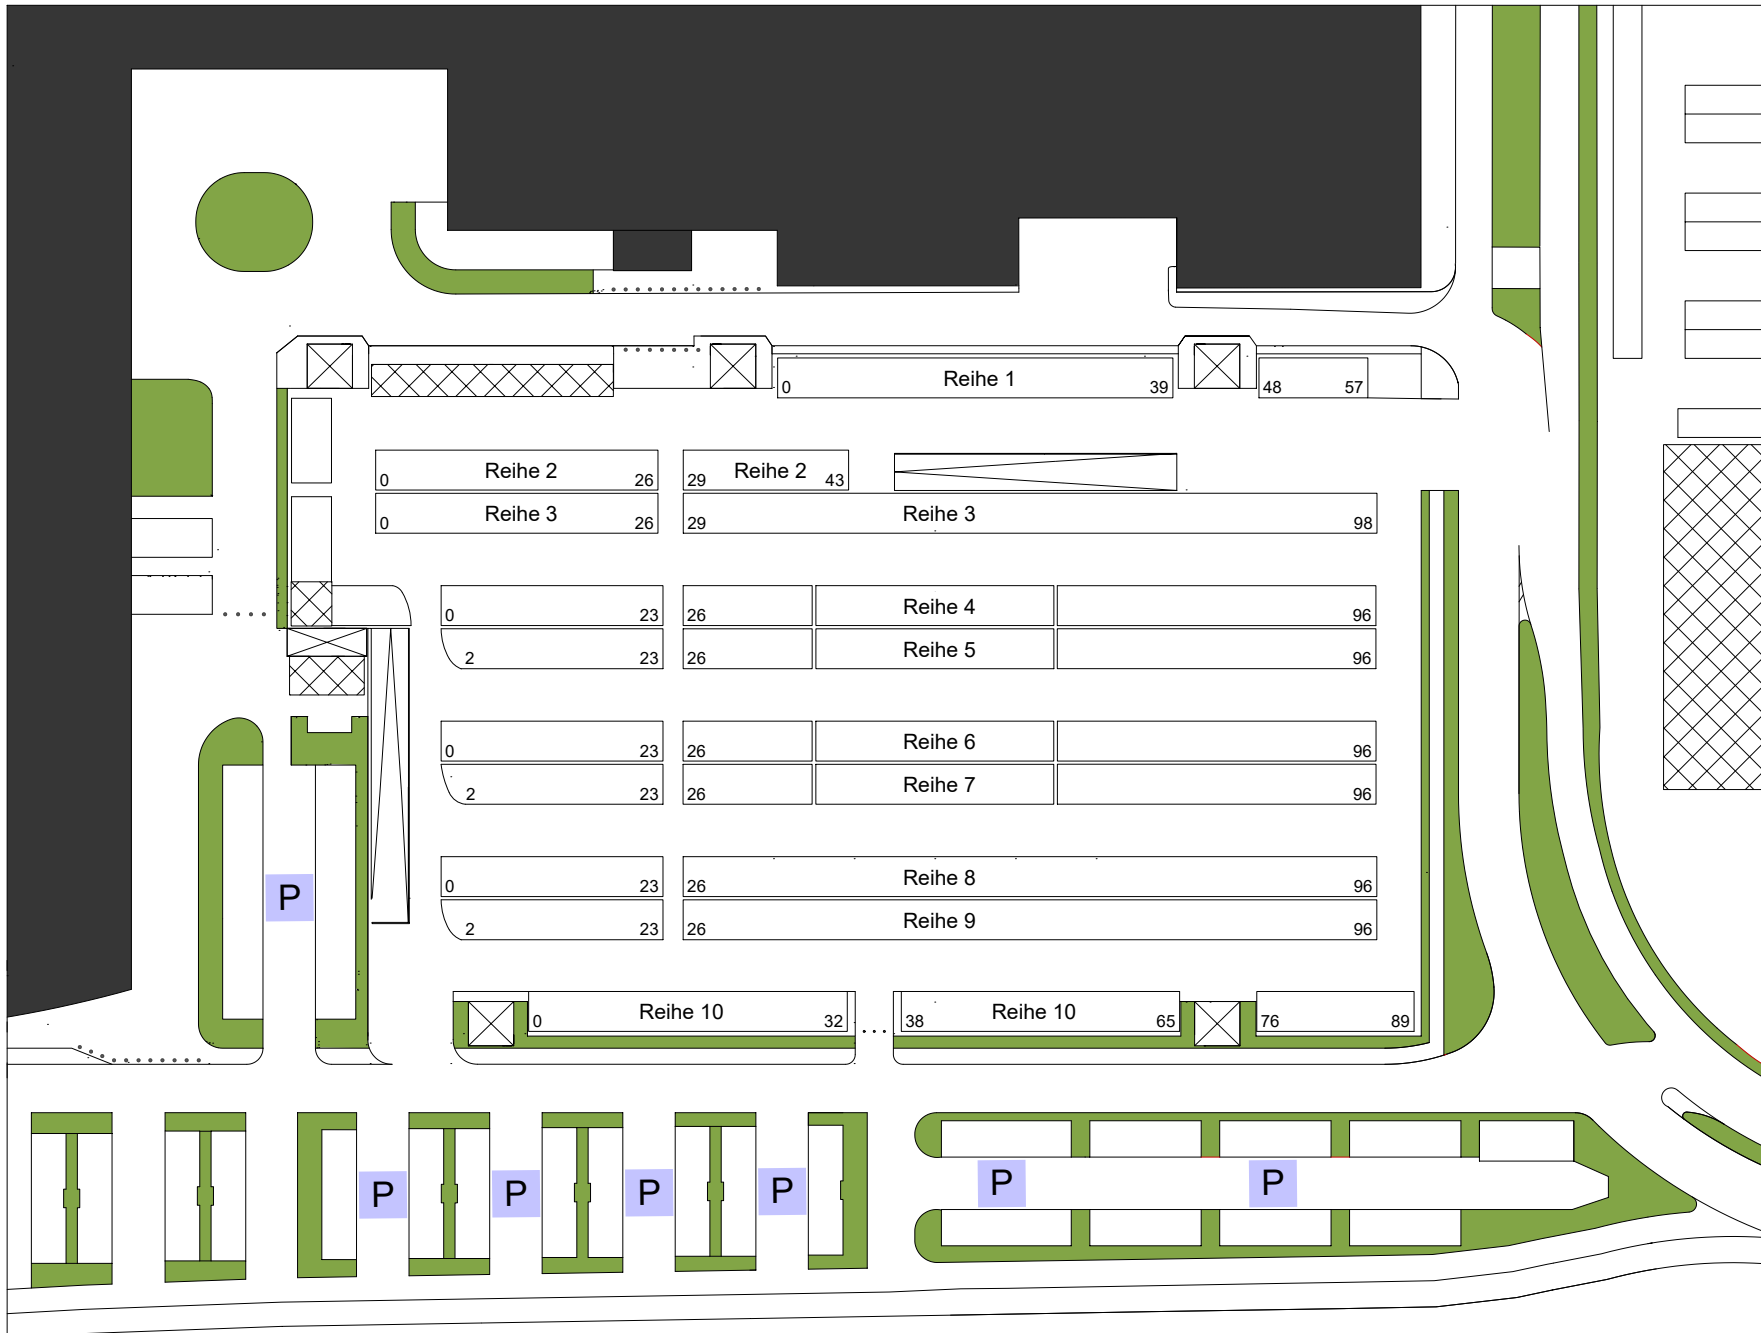 Reihe 1
0 39 48 57
Reihe 2 Reihe 2
0 26 29 43
Reihe 3 Reihe 3
0 26 29 98
Reihe 4
0 23 26 96
Reihe 5
2 23 26 96
Reihe 6
0 23 26 96
Reihe 7
2 23 26 96
Reihe 8
0 23 26 96
P
Reihe 9
2 23 26 96
Reihe 10 Reihe 10
0 32 38 65 76 89
P P P P P P